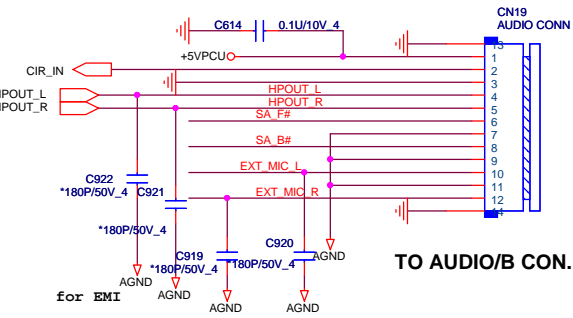 CN19
AUDIO CONN
C614
0.1U/10V_4
+5VPCU
CIR_IN
HPOUT_L
HPOUT_R
HPOUT_L
HPOUT_R
SA_F#
SA_B#
EXT_MIC_L
EXT_MIC_R
13
1
2
3
4
5
6
7
8
9
10
11
12
14
C922
*180P/50V_4
C921
*180P/50V_4
C919
*180P/50V_4
C920
*180P/50V_4
AGND
AGND
AGND
AGND
AGND
TO AUDIO/B CON.
for EMI